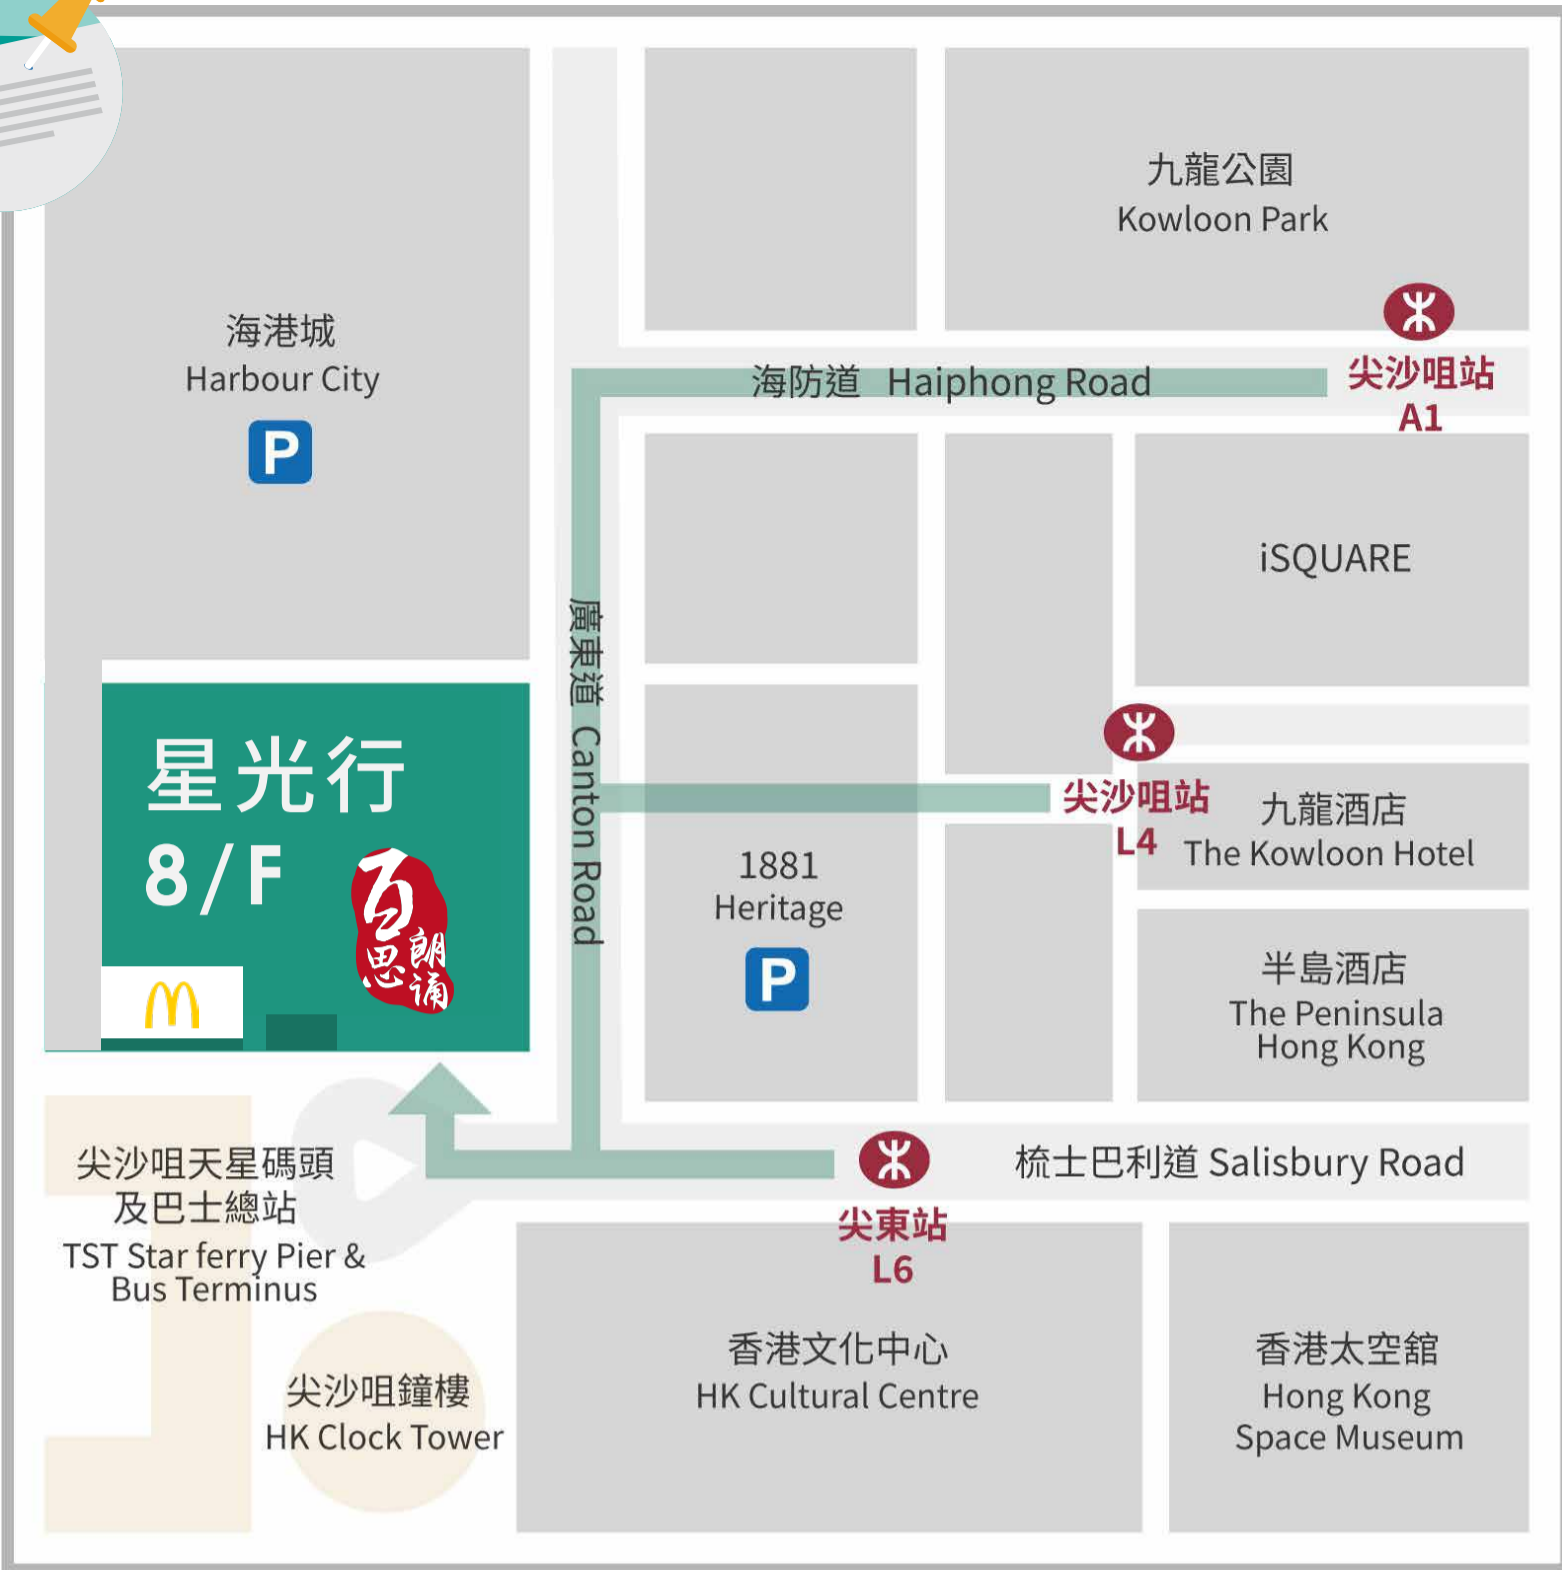 九龍公園
Kowloon Park
海港城
Harbour City
P
海防道 Haiphong Road
尖沙咀站
A1
iSQUARE
廣東道 Canton Road
星光行
8/F
百思朗誦
尖沙咀站
L4
九龍酒店
The Kowloon Hotel
1881
Heritage
P
半島酒店
The Peninsula
Hong Kong
尖沙咀天星碼頭
及巴士總站
TST Star ferry Pier &
Bus Terminus
梳士巴利道 Salisbury Road
尖東站
L6
尖沙咀鐘樓
HK Clock Tower
香港文化中心
HK Cultural Centre
香港太空館
Hong Kong
Space Museum